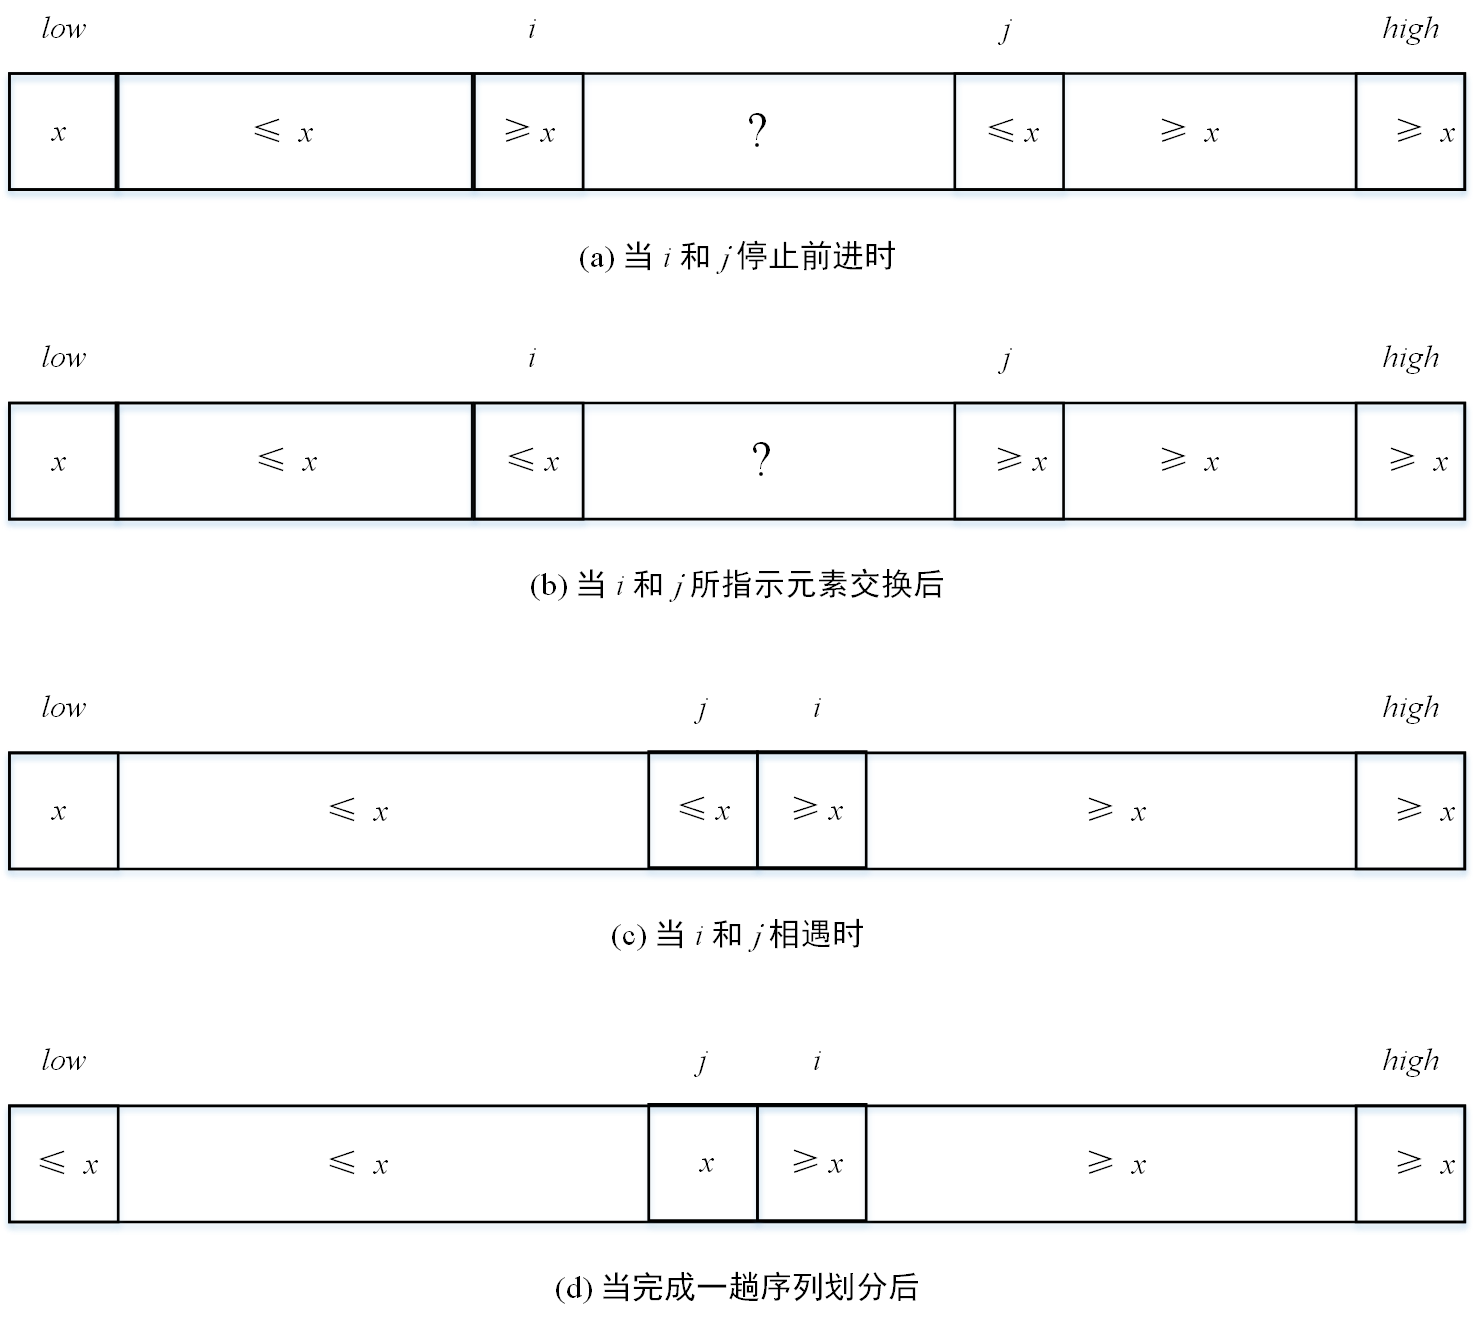 low i j high
x ≤ x ≥ x ? ≤ x ≥ x ≥ x
(a) 当 i 和 j 停止前进时
low i j high
x ≤ x ≤ x ? ≥ x ≥ x ≥ x
(b) 当 i 和 j 所指示元素交换后
low j i high
x ≤ x ≤ x ≥ x ≥ x ≥ x
(c) 当 i 和 j 相遇时
low j i high
≤ x ≤ x x ≥ x ≥ x ≥ x
(d) 当完成一趟序列划分后